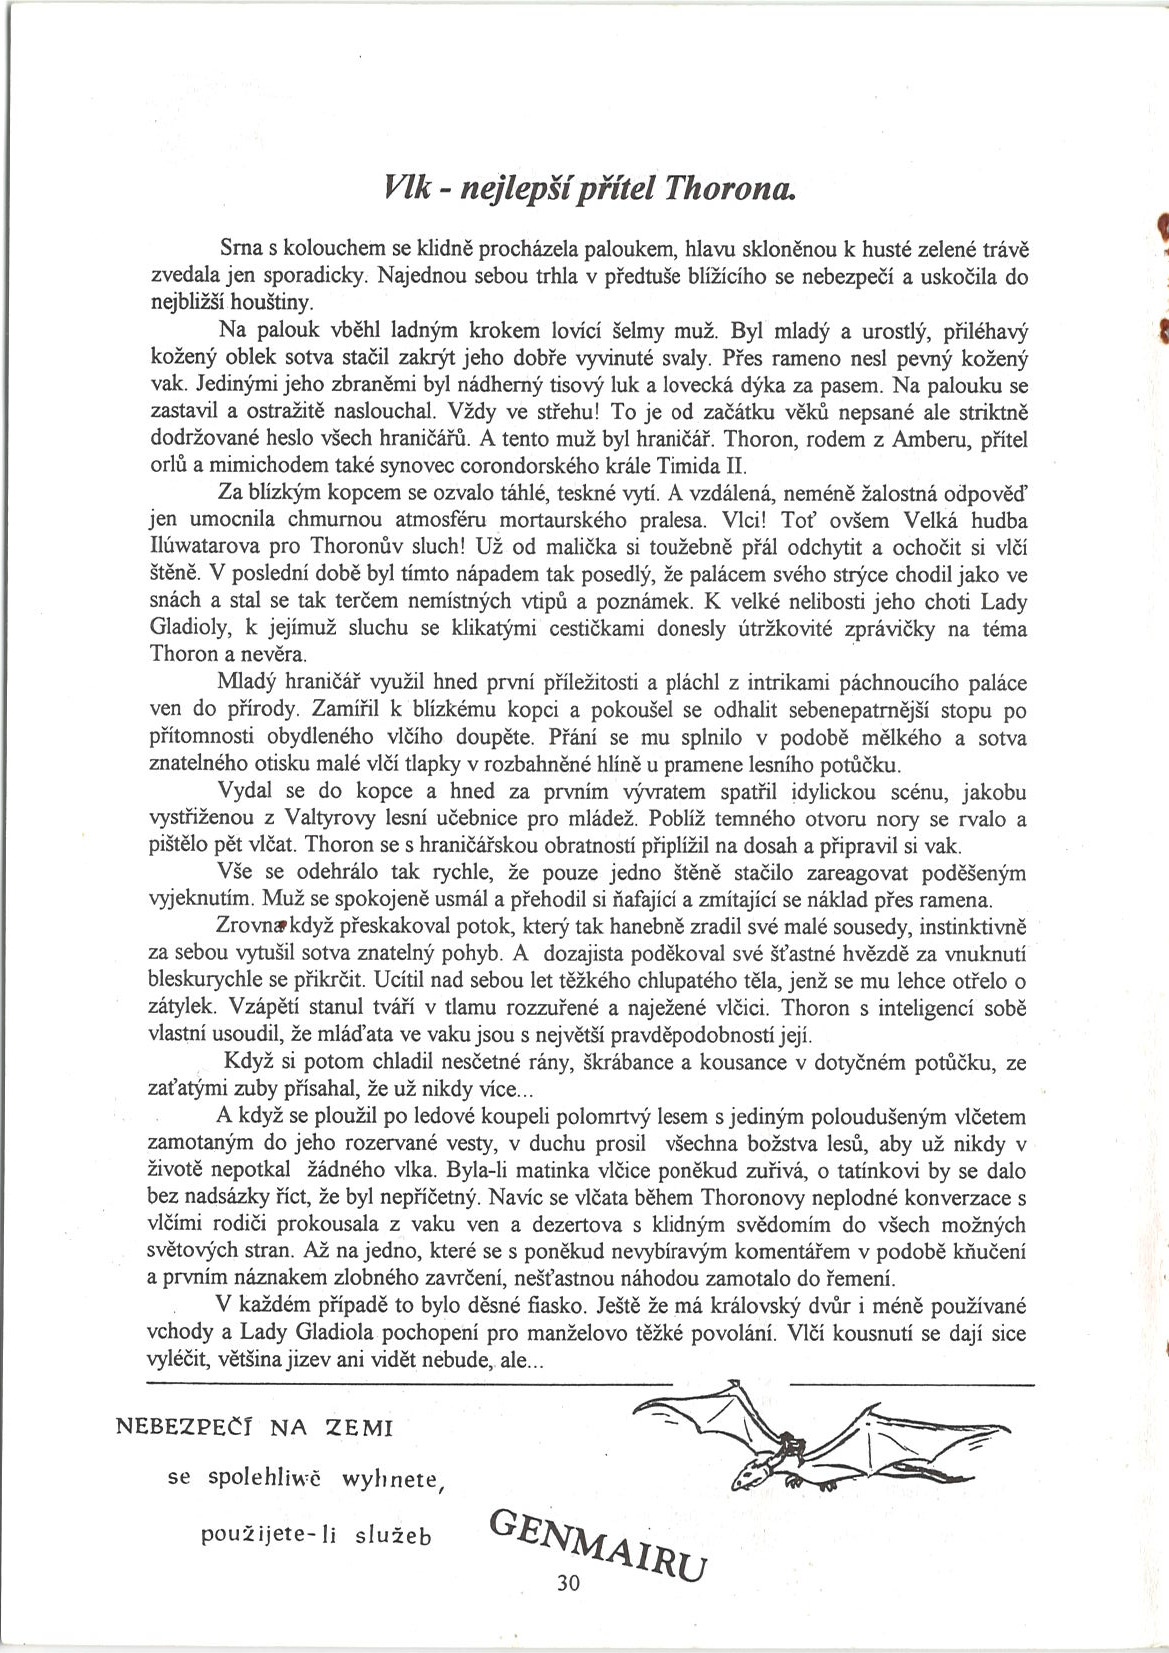 Vlk - nejlepší přítel Thorona.
Srna s kolouchem se klidně procházela paloukem, hlavu skloněnou k husté zelené trávě
zvedala jen sporadicky. Najednou sebou trhla v předtuše blížícího se nebezpečí a uskočila do
nejbližší houštiny.
Na palouk vběhl ladným krokem lovící šelmy muž. Byl mladý a urostlý, přiléhavý
kožený oblek sotva stačil zakrýt jeho dobře vyvinuté svaly. Přes rameno nesl pevný kožený
vak. Jedinými jeho zbraněmi byl nádherný tisový luk a lovecká dýka za pasem. Na palouku se
zastavil a ostražitě naslouchal. Vždy ve střehu! To je od začátku věků nepsané ale striktně
dodržované heslo všech hraničářů. A tento muž byl hraničář. Thoron, rodem z Amberu, přítel
orlů a mimichodem také synovec corondorského krále Timida II.
Za blízkým kopcem se ozvalo táhlé, teskné vytí. A vzdálená, neméně žalostná odpověď
jen umocnila chmurnou atmosféru mortaurského pralesa. Vlci! Toť ovšem Velká hudba
Ilúwatarova pro Thoronův sluch! Už od malička si toužebně přál odchytit a ochočit si vlčí
štěně. V poslední době byl tímto nápadem tak posedlý, že palácem svého strýce chodil jako ve
snách a stal se tak terčem nemístných vtipů a poznámek. K velké nelibosti jeho choti Lady
Gladioly, k jejímuž sluchu se klikatými cestičkami donesly útržkovité zprávičky na téma
Thoron a nevěra.
Mladý hraničář využil hned první příležitosti a pláchl z intrikami páchnoucího paláce
ven do přírody. Zamířil k blízkému kopci a pokoušel se odhalit sebenepatrnější stopu po
přítomnosti obydleného vlčího doupěte. Přání se mu splnilo v podobě mělkého a sotva
znatelného otisku malé vlčí tlapky v rozbahněné hlíně u pramene lesního potůčku.
Vydal se do kopce a hned za prvním vývratem spatřil idylickou scénu, jakobu
vystřiženou z Valtyrovy lesní učebnice pro mládež. Poblíž temného otvoru nory se rvalo a
pištělo pět vlčat. Thoron se s hraničářskou obratností připlížil na dosah a připravil si vak.
Vše se odehrálo tak rychle, že pouze jedno štěně stačilo zareagovat poděšeným
vyjeknutím. Muž se spokojeně usmál a přehodil si ňafající a zmítající se náklad přes ramena.
Zrovna když přeskakoval potok, který tak hanebně zradil své malé sousedy, instinktivně
za sebou vytušil sotva znatelný pohyb. A dozajista poděkoval své šťastné hvězdě za vnuknutí
bleskurychle se přikrčit. Ucítil nad sebou let těžkého chlupatého těla, jenž se mu lehce otřelo o
zátylek. Vzápětí stanul tváří v tlamu rozzuřené a naježené vlčici. Thoron s inteligencí sobě
vlastní usoudil, že mláďata ve vaku jsou s největší pravděpodobností její.
Když si potom chladil nesčetné rány, škrábance a kousance v dotyčném potůčku, ze
zaťatými zuby přísahal, že už nikdy více...
A když se ploužil po ledové koupeli polomrtvý lesem s jediným poloudušeným vlčetem
zamotaným do jeho rozervané vesty, v duchu prosil všechna božstva lesů, aby už nikdy v
životě nepotkal žádného vlka. Byla-li matinka vlčice poněkud zuřivá, o tatínkovi by se dalo
bez nadsázky říct, že byl nepříčetný. Navíc se vlčata během Thoronovy neplodné konverzace s
vlčími rodiči prokousala z vaku ven a dezertova s klidným svědomím do všech možných
světových stran. Až na jedno, které se s poněkud nevybíravým komentářem v podobě kňučení
a prvním náznakem zlobného zavrčení, nešťastnou náhodou zamotalo do řemení.
V každém případě to bylo děsné fiasko. Ještě že má královský dvůr i méně používané
vchody a Lady Gladiola pochopení pro manželovo těžké povolání. Vlčí kousnutí se dají sice
vyléčit, většina jizev ani vidět nebude, ale...
NEBEZPEČÍ NA ZEMI
se spolehliwě wyhnete,
použijete-li služeb
GENMAIRU
30